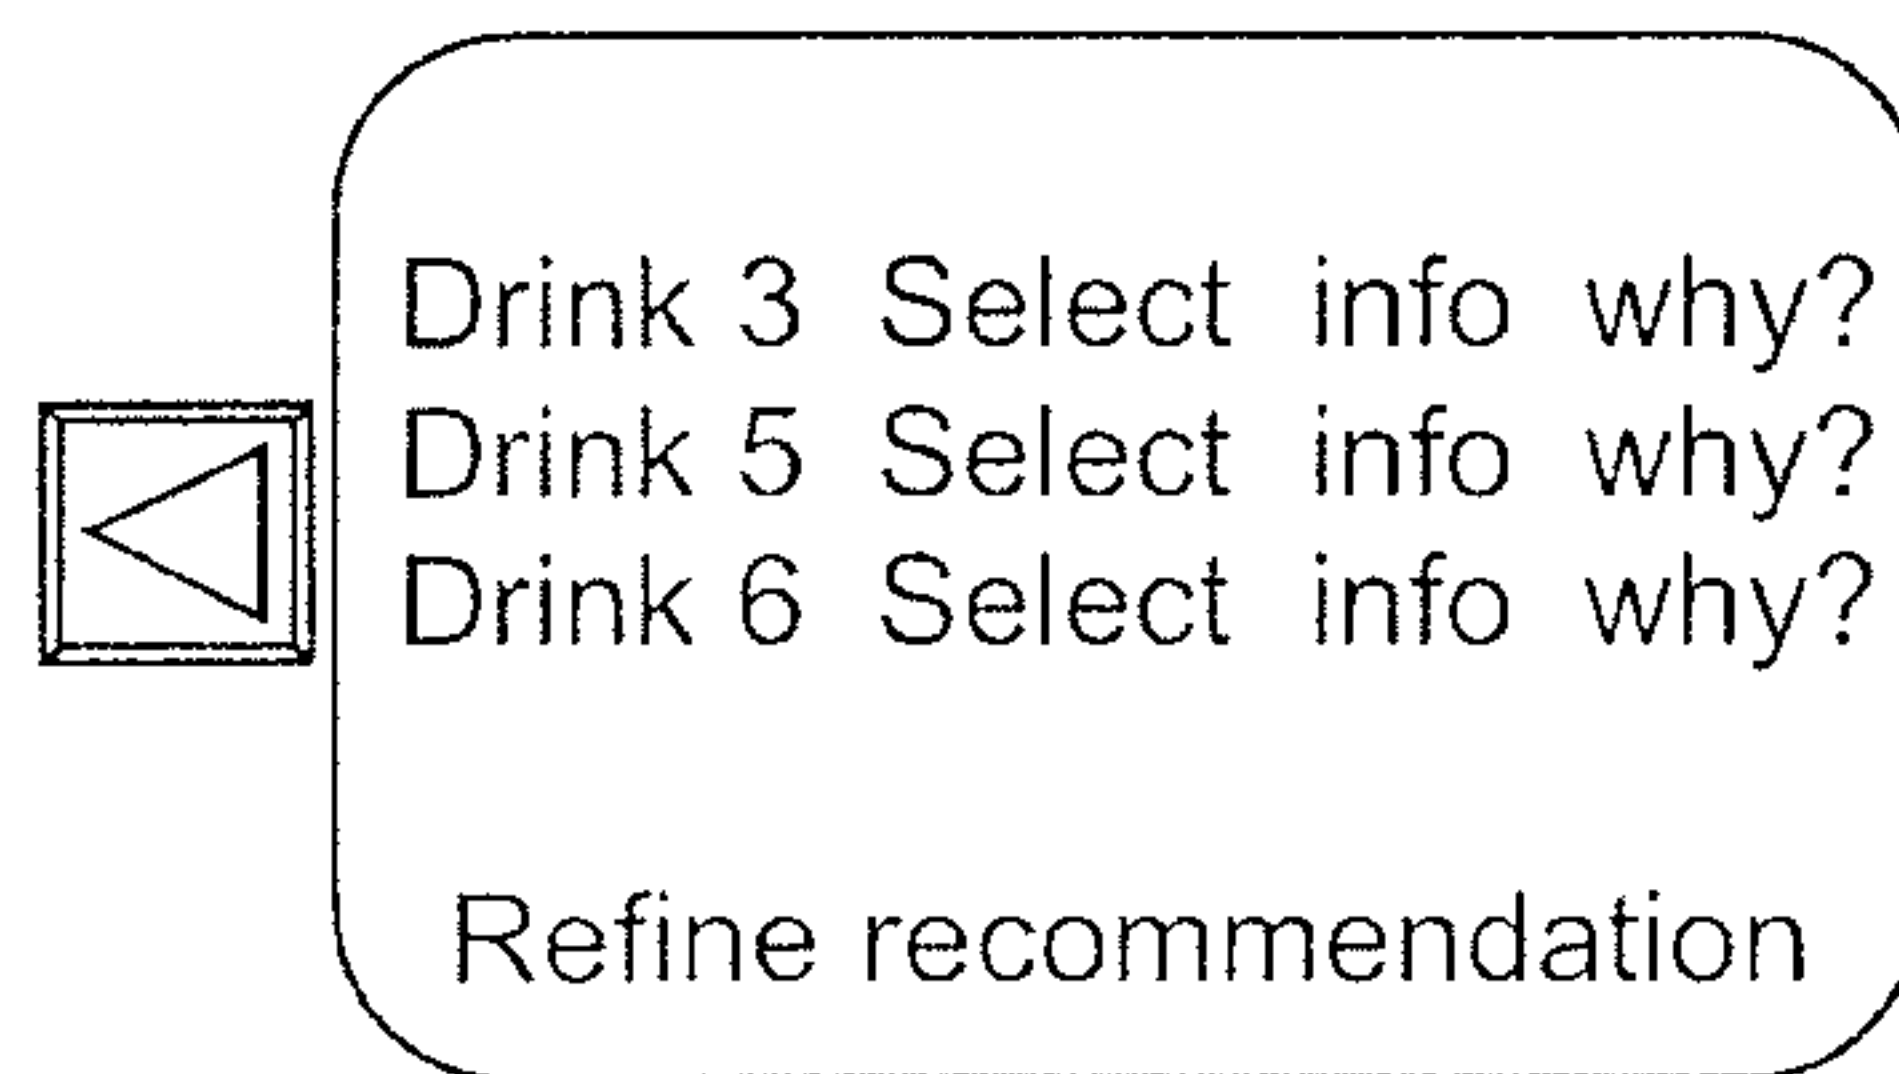 Drink 3 Select info why?
Drink 5 Select info why?
Drink 6 Select info why?
Refine recommendation